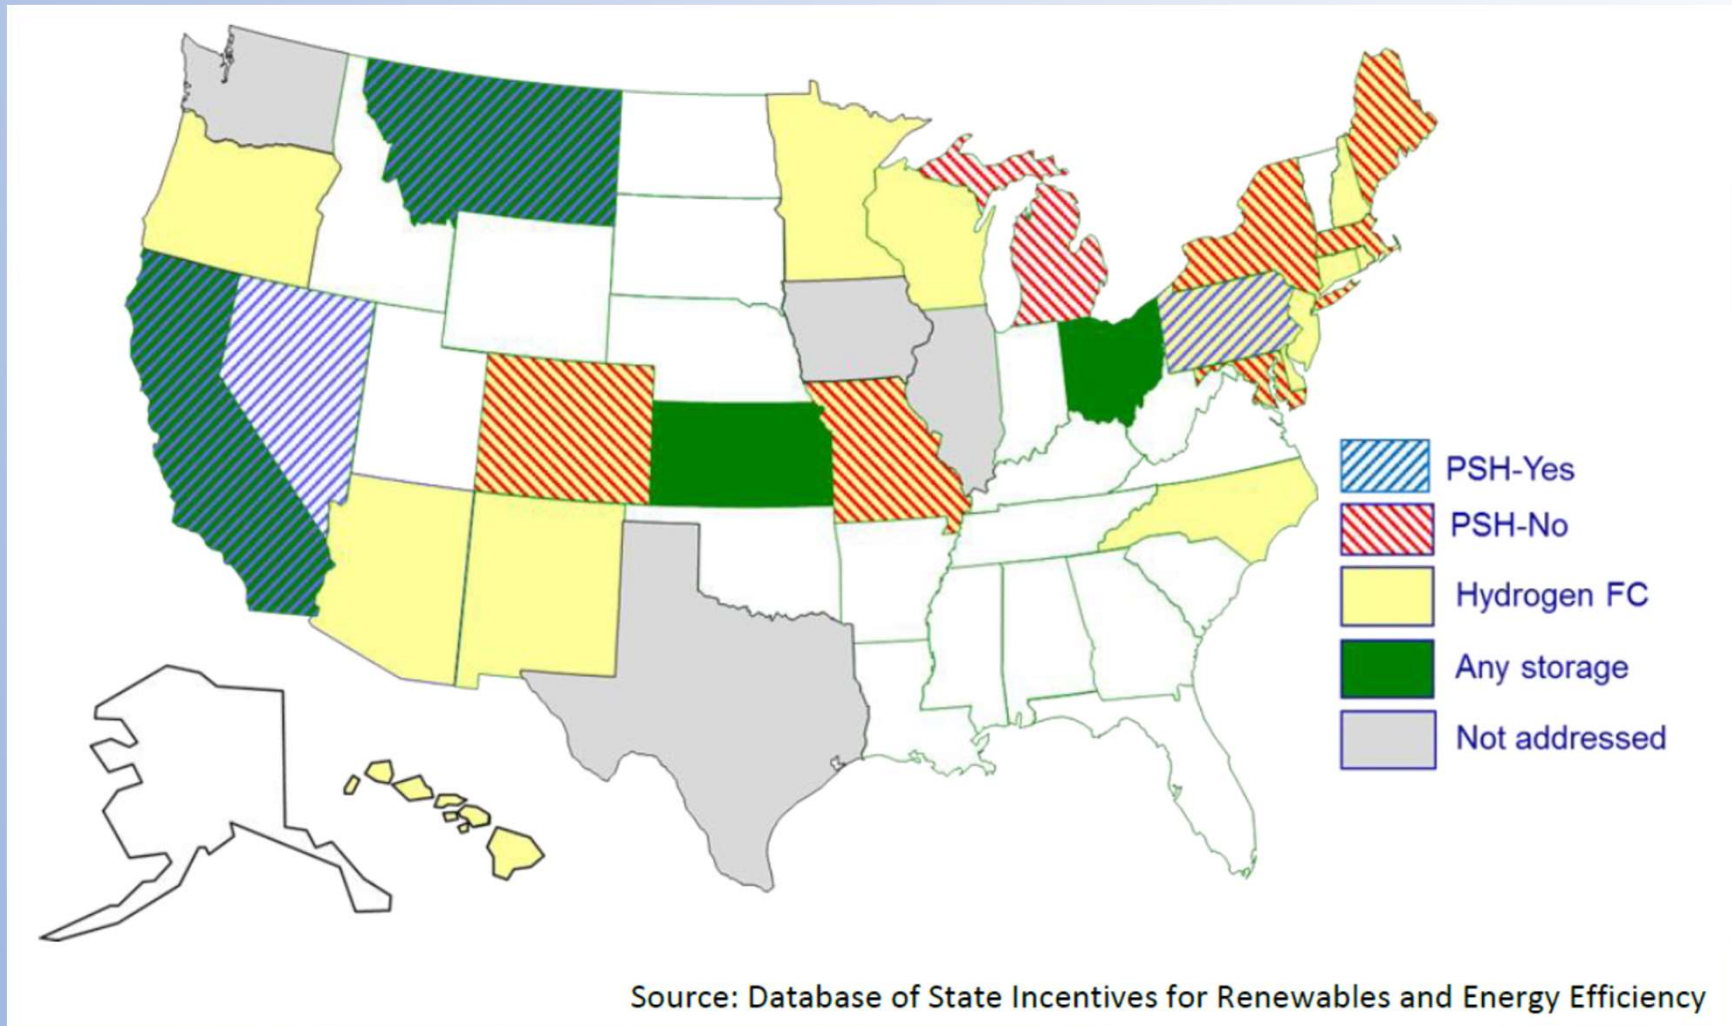 PSH-Yes
PSH-No
Hydrogen FC
Any storage
Not addressed
Source: Database of State Incentives for Renewables and Energy Efficiency